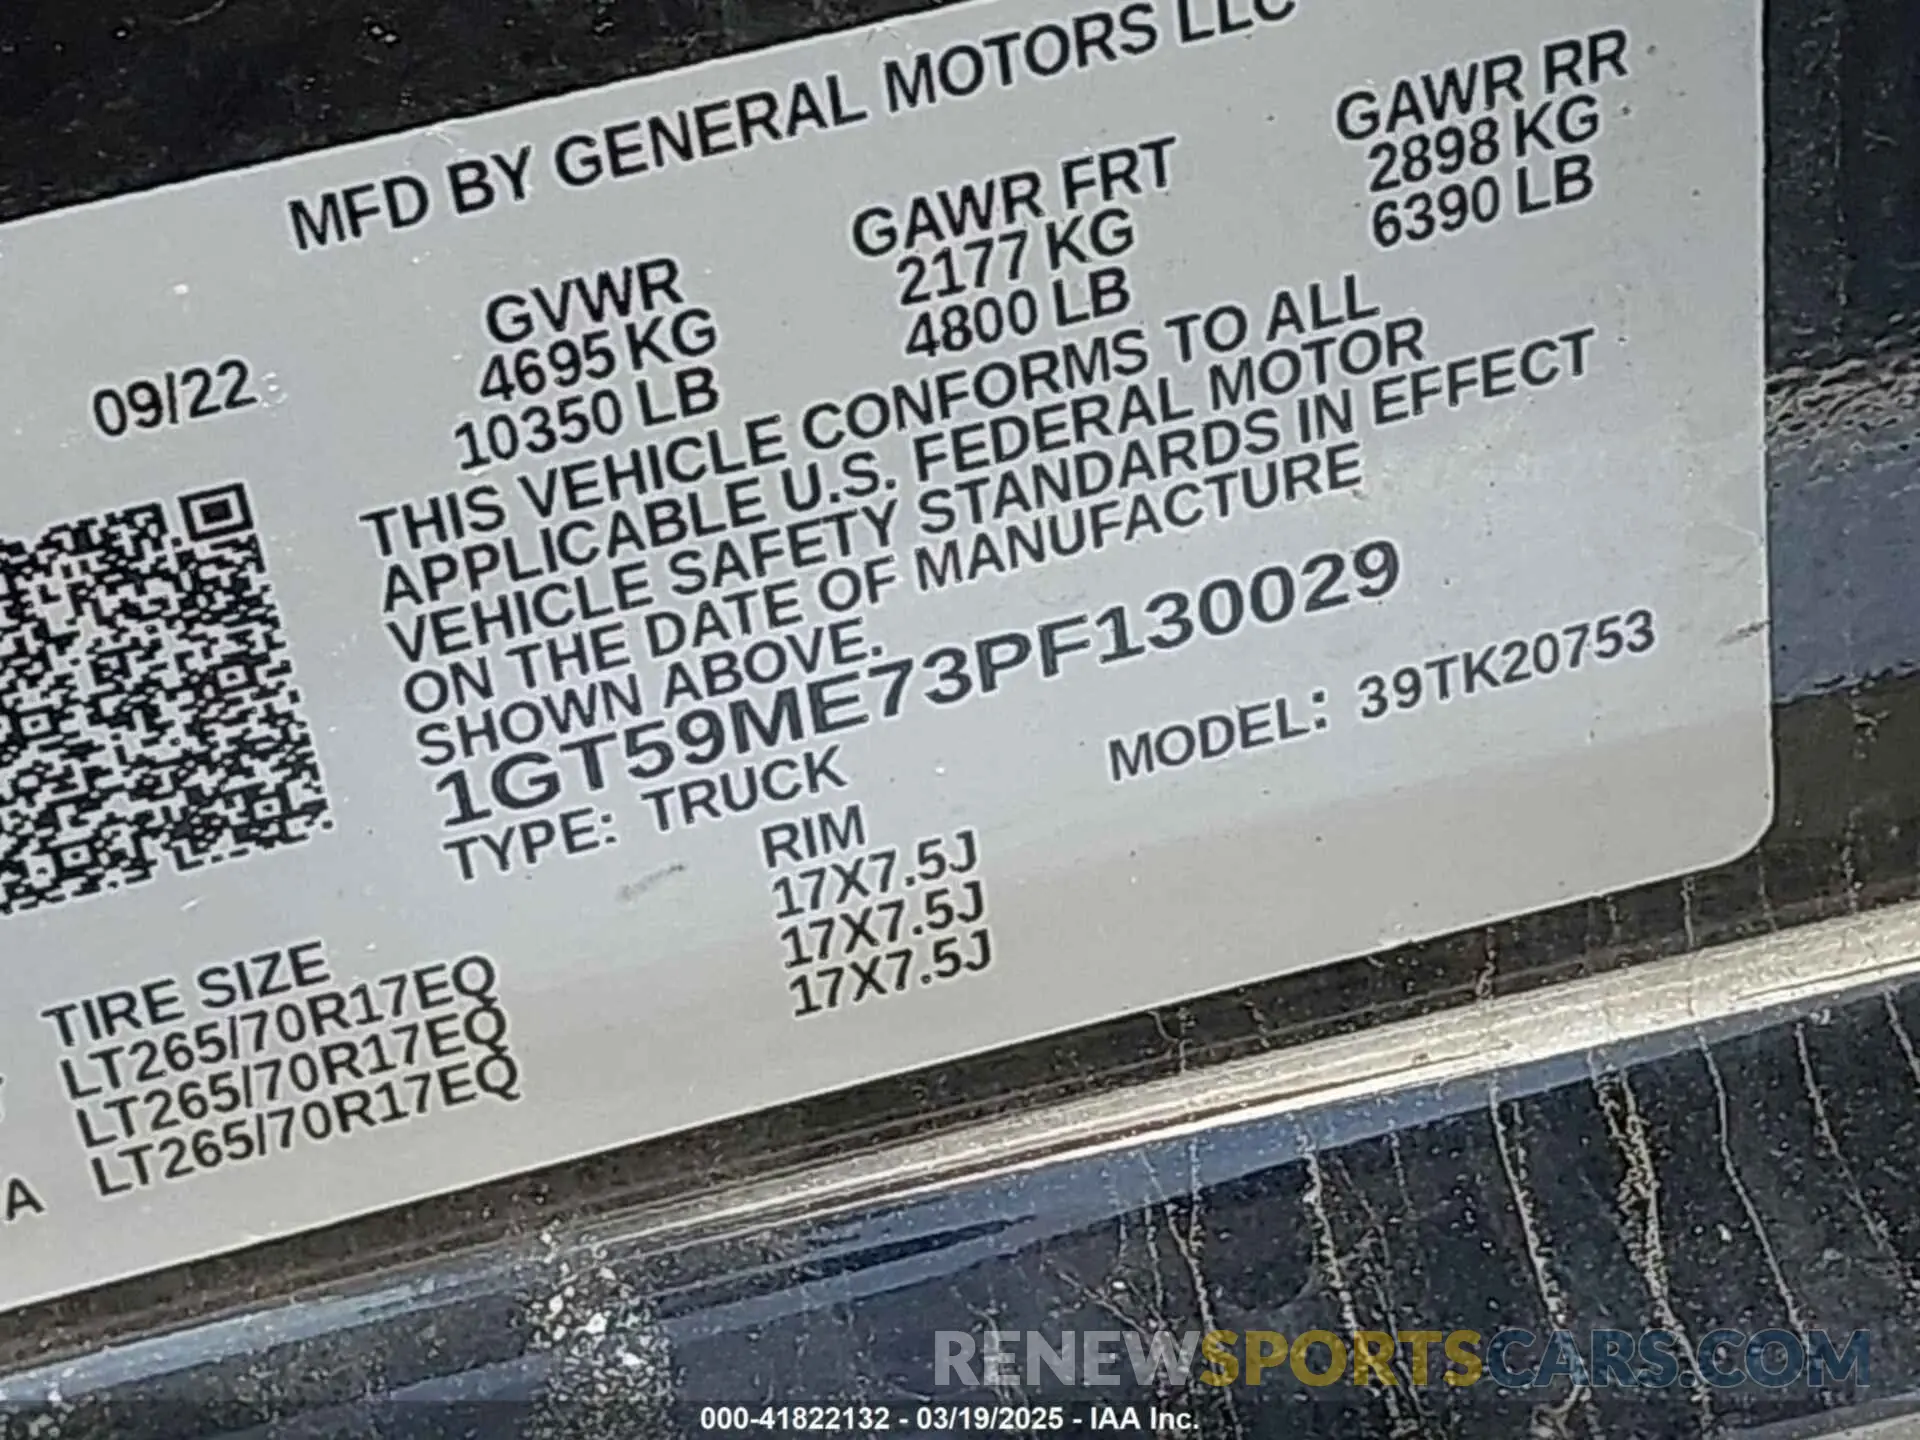 MFD BY GENERAL MOTORS LLC
09/22
GVWR
4695 KG
10350 LB
GAWR FRT
2177 KG
4800 LB
GAWR RR
2898 KG
6390 LB
THIS VEHICLE CONFORMS TO ALL
APPLICABLE U.S. FEDERAL MOTOR
VEHICLE SAFETY STANDARDS IN EFFECT
ON THE DATE OF MANUFACTURE
SHOWN ABOVE.
1GT59ME73PF130029
TYPE: TRUCK
MODEL: 39TK20753
TIRE SIZE
LT265/70R17EQ
LT265/70R17EQ
A LT265/70R17EQ
RIM
17X7.5J
17X7.5J
17X7.5J
RENEWSPORTSCARS.COM
000-41822132 - 03/19/2025 - IAA Inc.